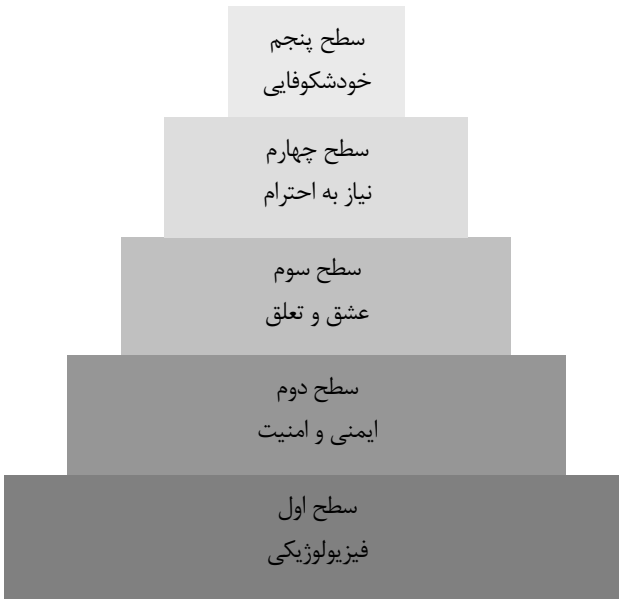 سطح پنجم
خودشکوفایی
سطح چهارم
نیاز به احترام
سطح سوم
عشق و تعلق
سطح دوم
ایمنی و امنیت
سطح اول
فیزیولوژیکی